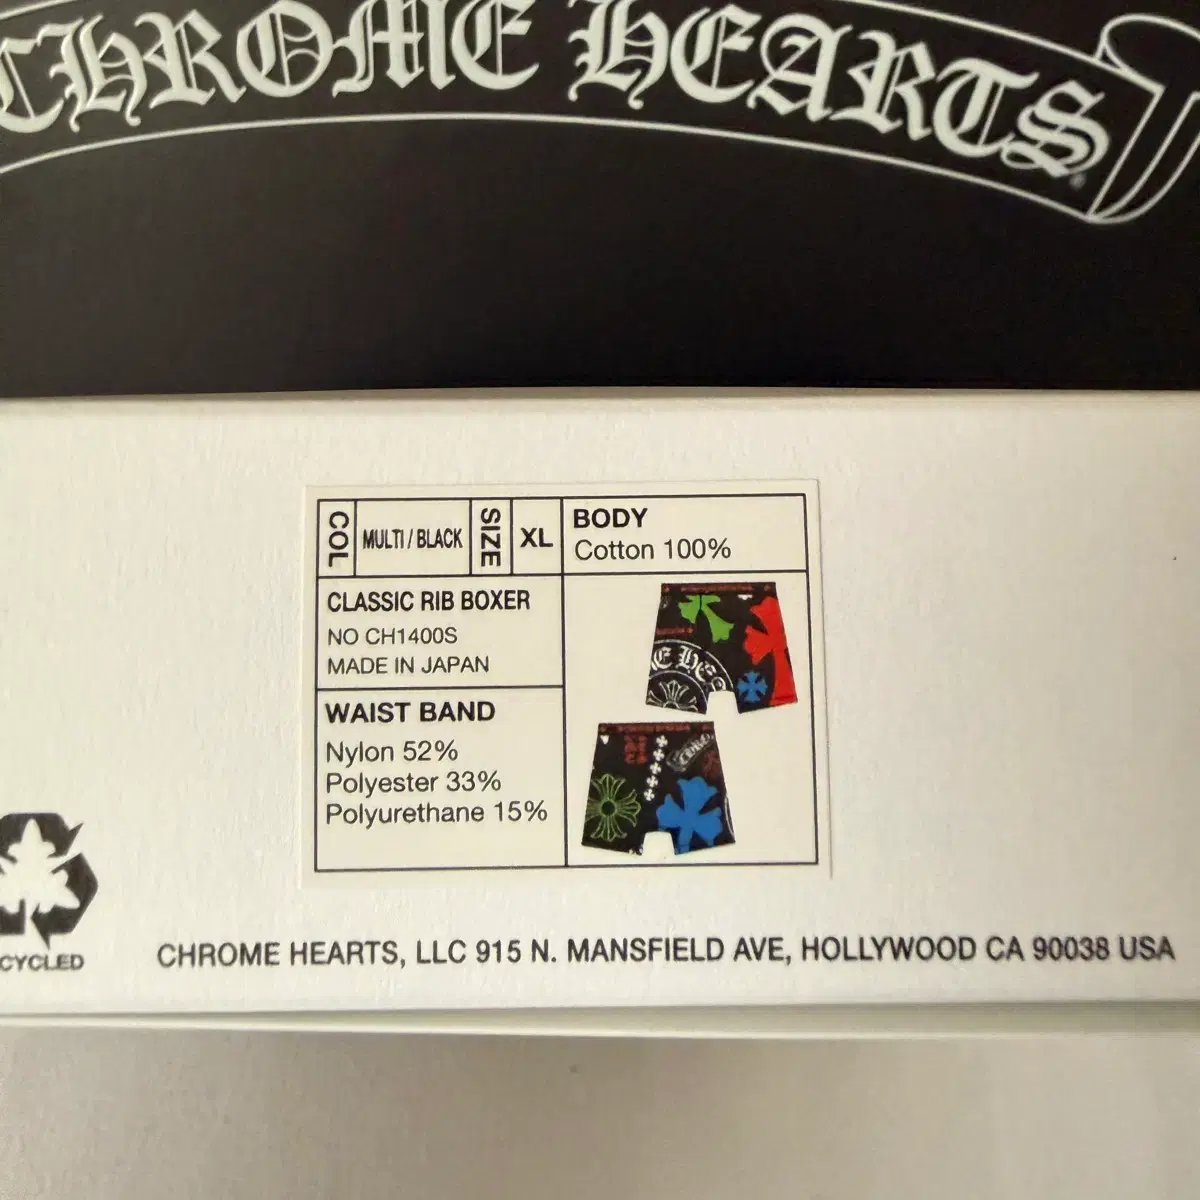 CHROME HEARTS®
COL MULTI / BLACK SIZE XL
BODY
Cotton 100%
CLASSIC RIB BOXER
NO CH1400S
MADE IN JAPAN
WAIST BAND
Nylon 52%
Polyester 33%
Polyurethane 15%
CYCLED
CHROME HEARTS, LLC 915 N. MANSFIELD AVE, HOLLYWOOD CA 90038 USA